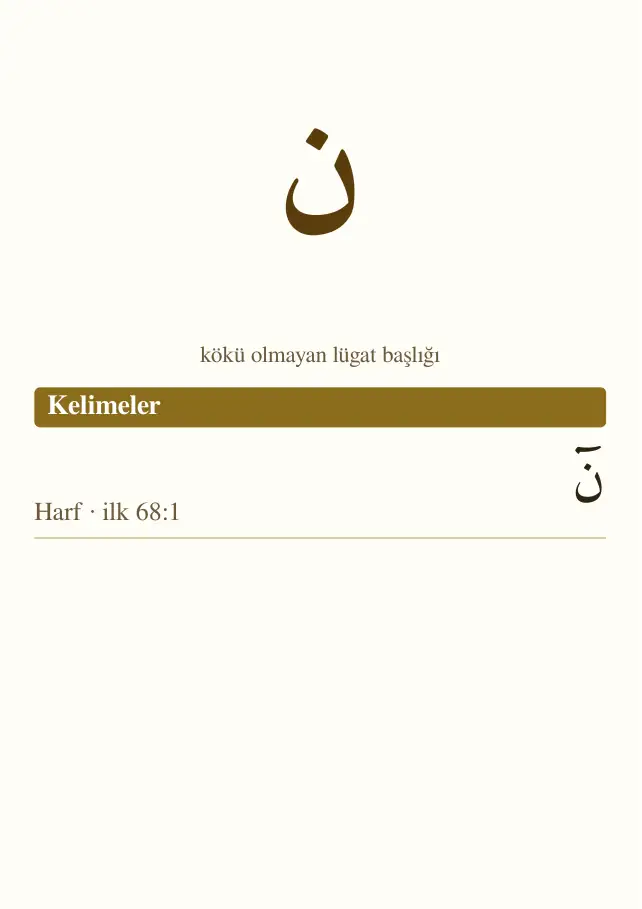 ن
kökü olmayan lügat başlığı
Kelimeler
نٓ
Harf · ilk 68:1